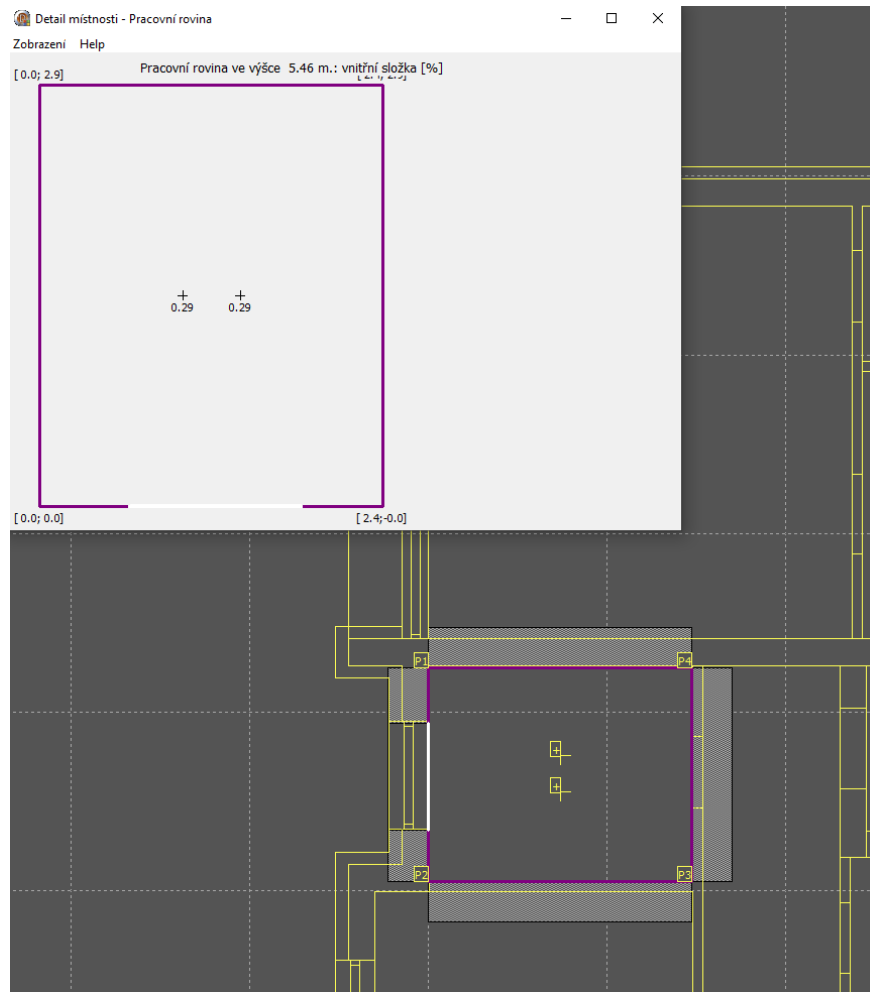 Detail místnosti - Pracovní rovina
Zobrazení Help
Pracovní rovina ve výšce 5.46 m.: vnitřní složka [%]
[ 0.0; 2.9]
0.29 0.29
[ 0.0; 0.0] [ 2.4;-0.0]
P1 P4
P2 P3